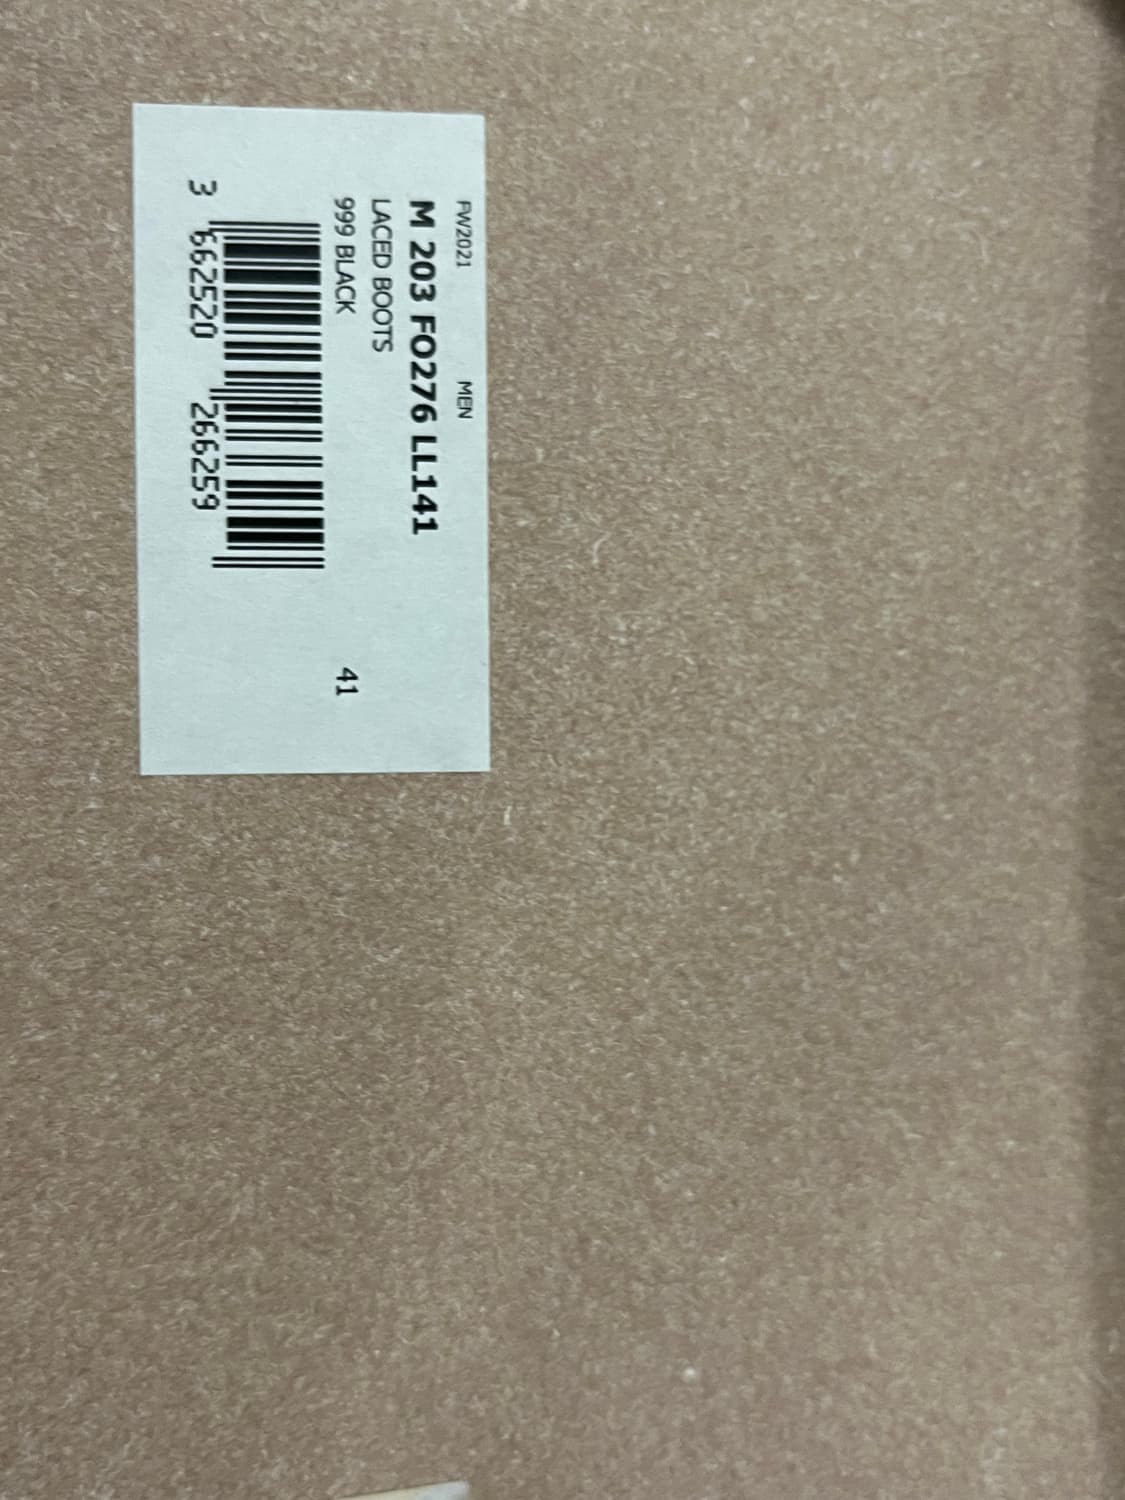 FW2021 MEN
M 203 FO276 LL141
LACED BOOTS
999 BLACK 41
3 662520 266259